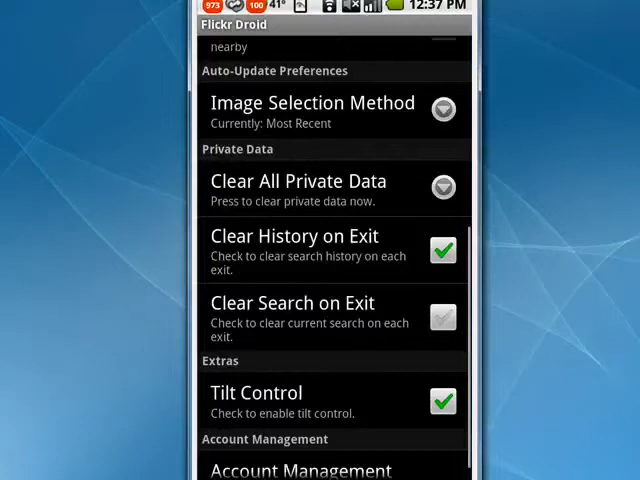 973 100 41° 12:37 PM
Flickr Droid
nearby
Auto-Update Preferences
Image Selection Method
Currently: Most Recent
Private Data
Clear All Private Data
Press to clear private data now.
Clear History on Exit
Check to clear search history on each
exit.
Clear Search on Exit
Check to clear current search on each
exit.
Extras
Tilt Control
Check to enable tilt control.
Account Management
Account Management